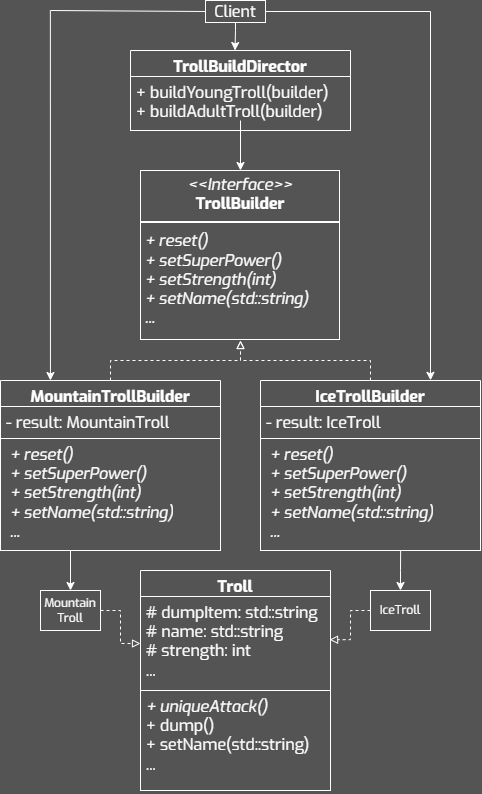 Client
TrollBuildDirector
+ buildYoungTroll(builder)
+ buildAdultTroll(builder)
<<Interface>>
TrollBuilder
+ reset()
+ setSuperPower()
+ setStrength(int)
+ setName(std::string)
...
MountainTrollBuilder
- result: MountainTroll
+ reset()
+ setSuperPower()
+ setStrength(int)
+ setName(std::string)
...
IceTrollBuilder
- result: IceTroll
+ reset()
+ setSuperPower()
+ setStrength(int)
+ setName(std::string)
...
Mountain
Troll
Troll
# dumpItem: std::string
# name: std::string
# strength: int
...
+ uniqueAttack()
+ dump()
+ setName(std::string)
...
IceTroll